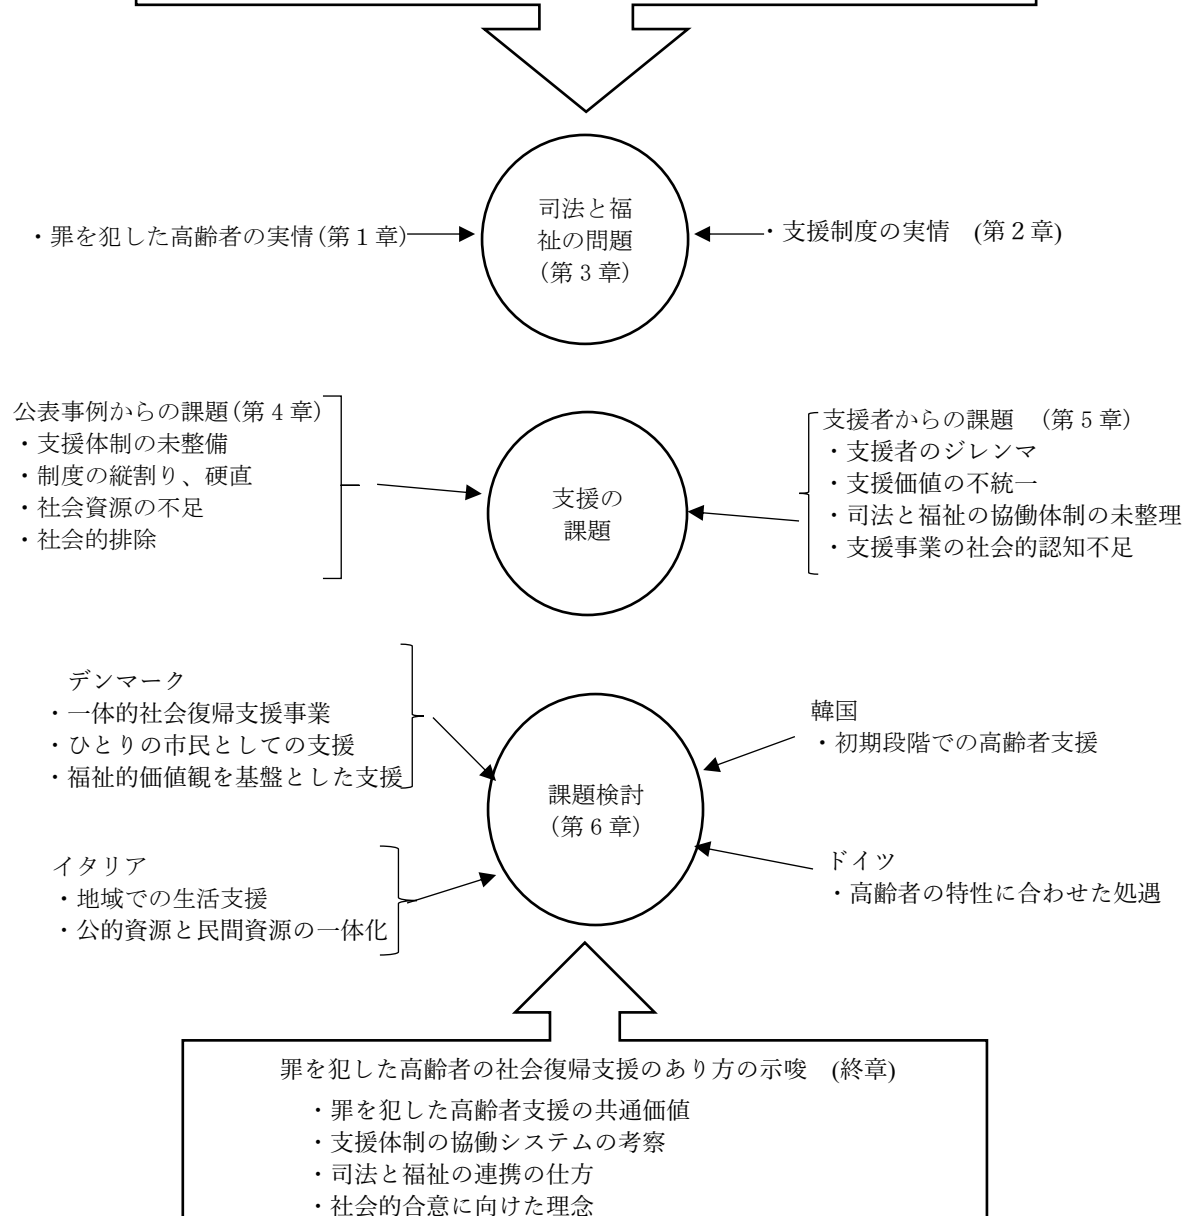 司法と福
祉の問題
（第 3 章）
・罪を犯した高齢者の実情（第 1 章）
・支援制度の実情　(第 2 章)
公表事例からの課題（第 4 章）
・支援体制の未整備
・制度の縦割り、硬直
・社会資源の不足
・社会的排除
支援の
課題
支援者からの課題　（第 5 章）
・支援者のジレンマ
・支援価値の不統一
・司法と福祉の協働体制の未整理
・支援事業の社会的認知不足
デンマーク
・一体的社会復帰支援事業
・ひとりの市民としての支援
・福祉的価値観を基盤とした支援
課題検討
（第 6 章）
韓国
・初期段階での高齢者支援
イタリア
・地域での生活支援
・公的資源と民間資源の一体化
ドイツ
・高齢者の特性に合わせた処遇
罪を犯した高齢者の社会復帰支援のあり方の示唆　(終章)
・罪を犯した高齢者支援の共通価値
・支援体制の協働システムの考察
・司法と福祉の連携の仕方
・社会的合意に向けた理念